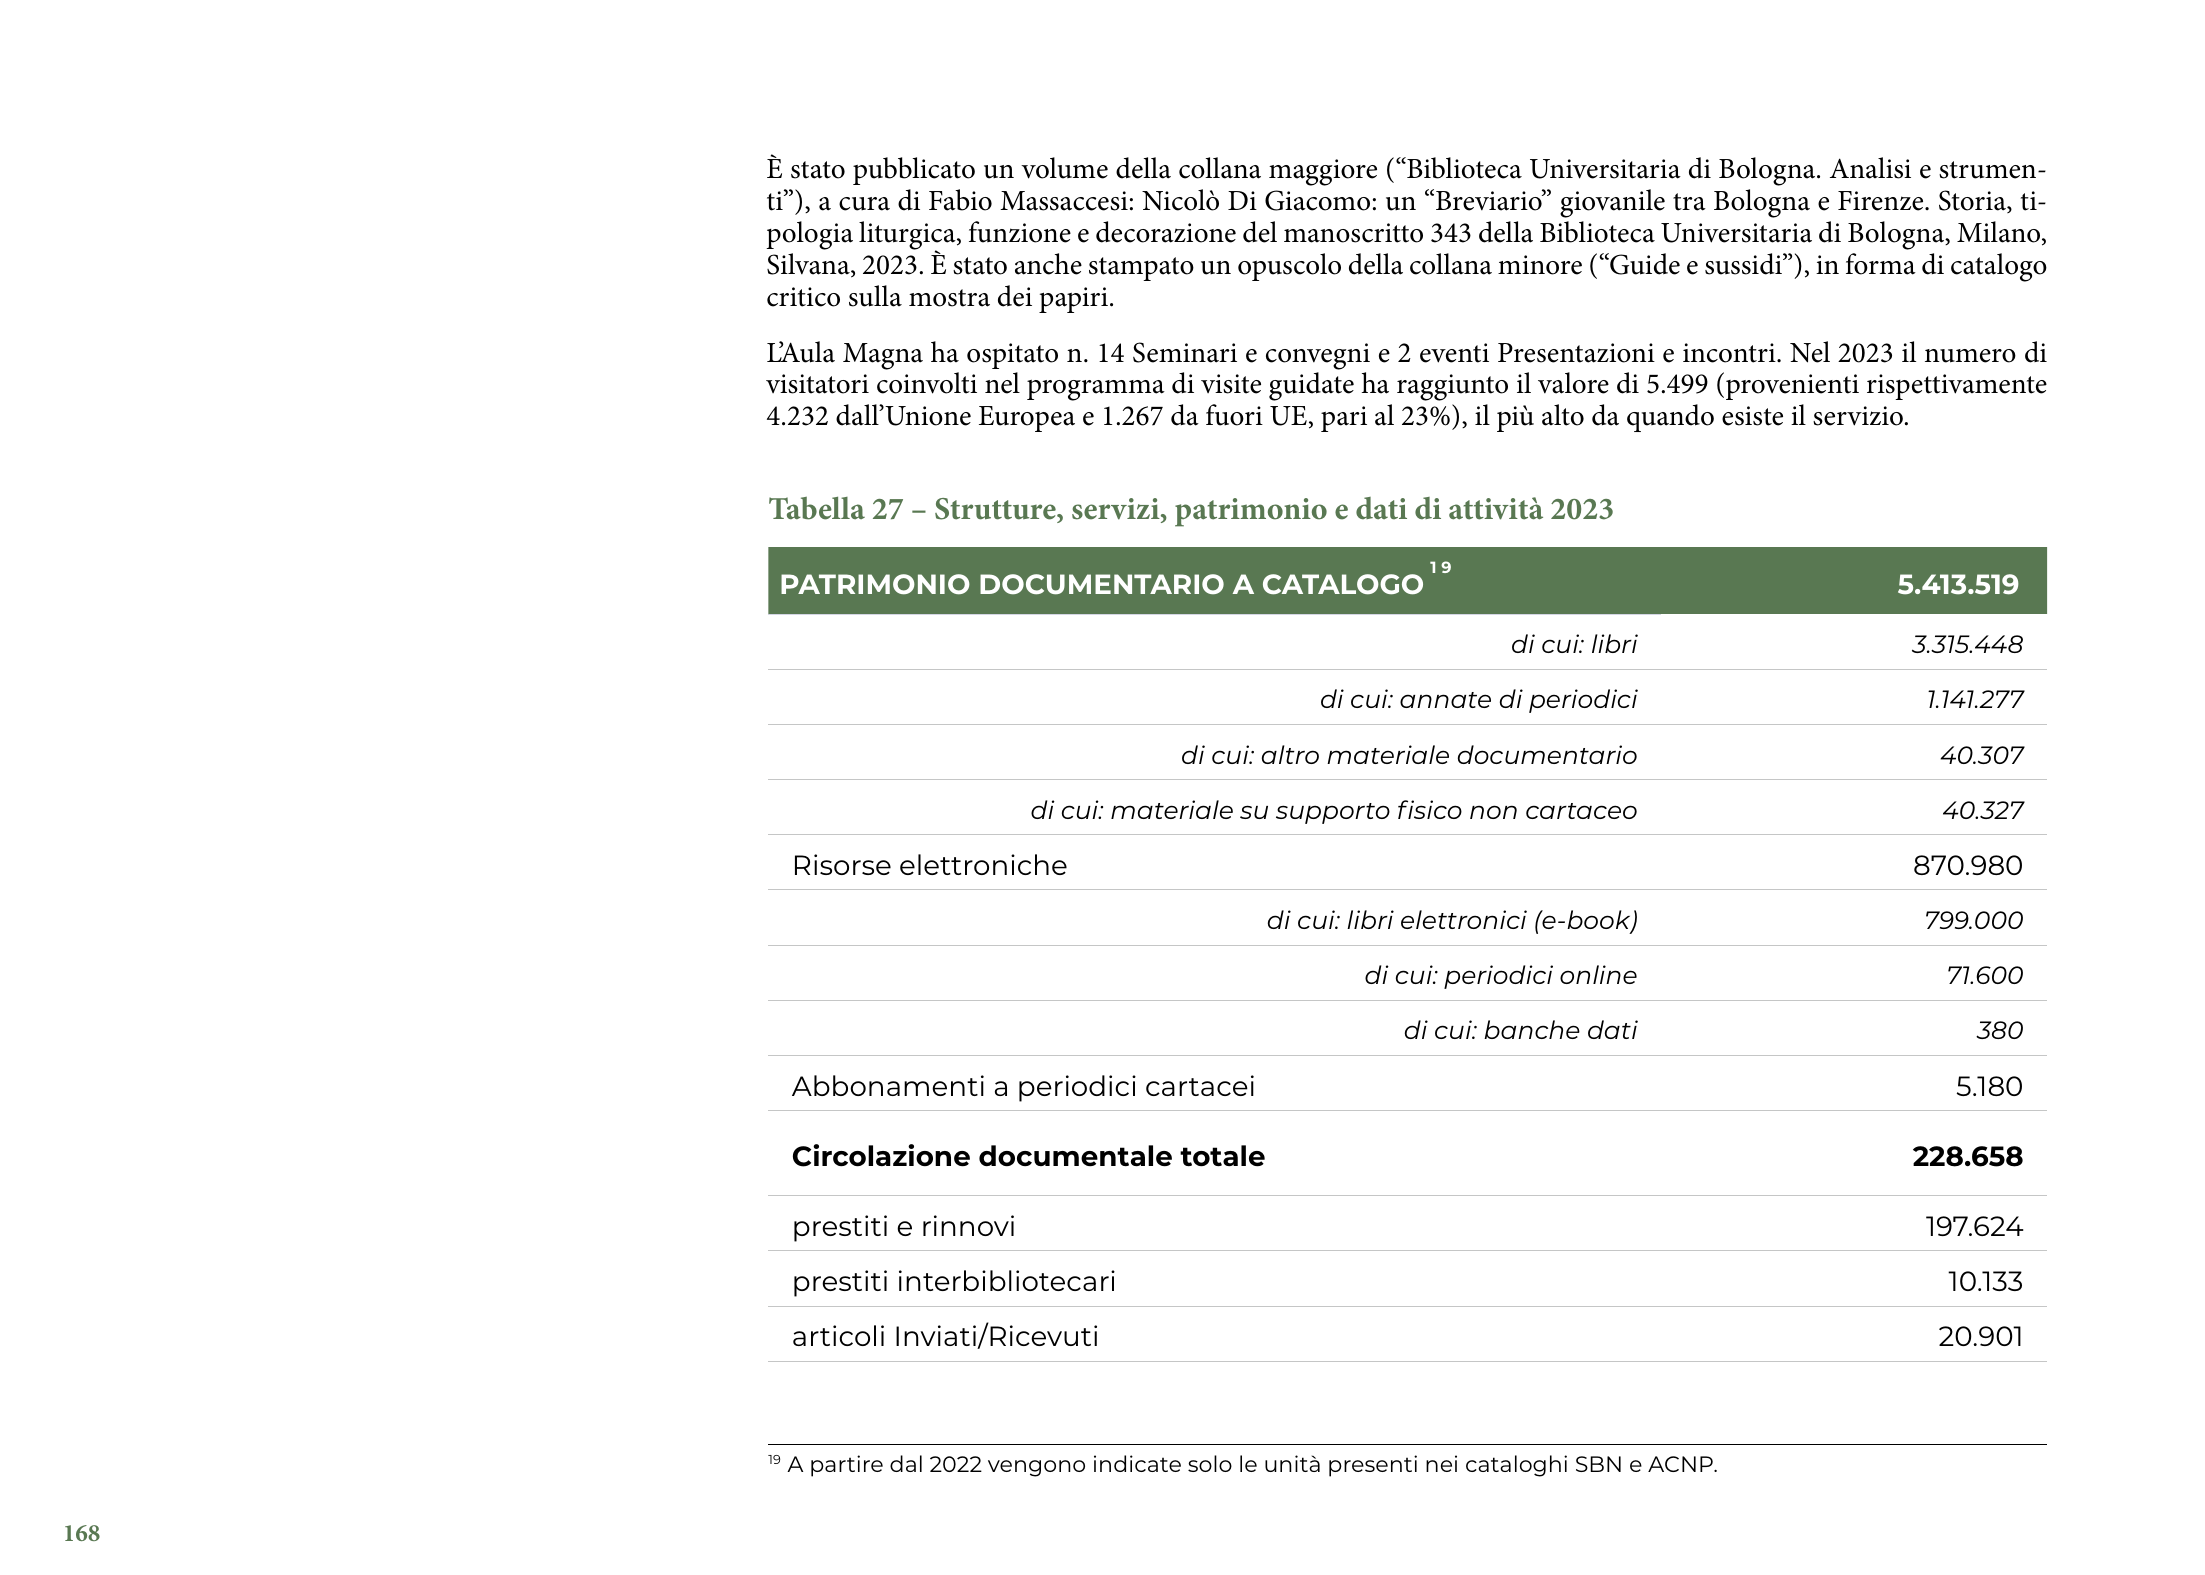 È stato pubblicato un volume della collana maggiore (“Biblioteca Universitaria di Bologna. Analisi e strumen-
ti”), a cura di Fabio Massaccesi: Nicolò Di Giacomo: un “Breviario” giovanile tra Bologna e Firenze. Storia, ti-
pologia liturgica, funzione e decorazione del manoscritto 343 della Biblioteca Universitaria di Bologna, Milano,
Silvana, 2023. È stato anche stampato un opuscolo della collana minore (“Guide e sussidi”), in forma di catalogo
critico sulla mostra dei papiri.
L’Aula Magna ha ospitato n. 14 Seminari e convegni e 2 eventi Presentazioni e incontri. Nel 2023 il numero di
visitatori coinvolti nel programma di visite guidate ha raggiunto il valore di 5.499 (provenienti rispettivamente
4.232 dall’Unione Europea e 1.267 da fuori UE, pari al 23%), il più alto da quando esiste il servizio.
Tabella 27 – Strutture, servizi, patrimonio e dati di attività 2023
PATRIMONIO DOCUMENTARIO A CATALOGO 19 5.413.519
di cui: libri 3.315.448
di cui: annate di periodici 1.141.277
di cui: altro materiale documentario 40.307
di cui: materiale su supporto fisico non cartaceo 40.327
Risorse elettroniche 870.980
di cui: libri elettronici (e-book) 799.000
di cui: periodici online 71.600
di cui: banche dati 380
Abbonamenti a periodici cartacei 5.180
Circolazione documentale totale 228.658
prestiti e rinnovi 197.624
prestiti interbibliotecari 10.133
articoli Inviati/Ricevuti 20.901
19 A partire dal 2022 vengono indicate solo le unità presenti nei cataloghi SBN e ACNP.
168